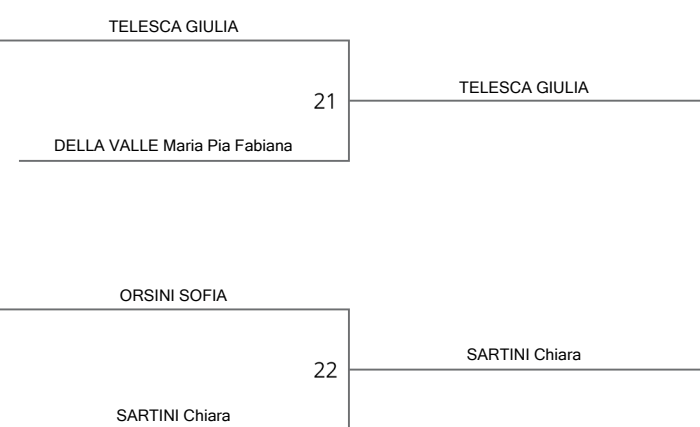 TELESCA GIULIA
21
TELESCA GIULIA
DELLA VALLE Maria Pia Fabiana
ORSINI SOFIA
22
SARTINI Chiara
SARTINI Chiara